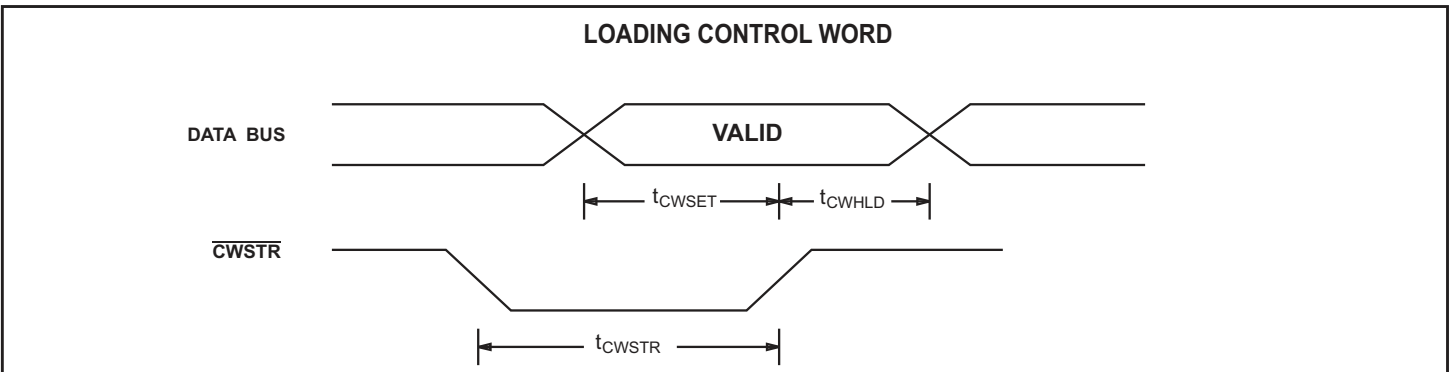 LOADING CONTROL WORD
DATA BUS
VALID
tCWSET
tCWHLD
CWSTR
tCWSTR